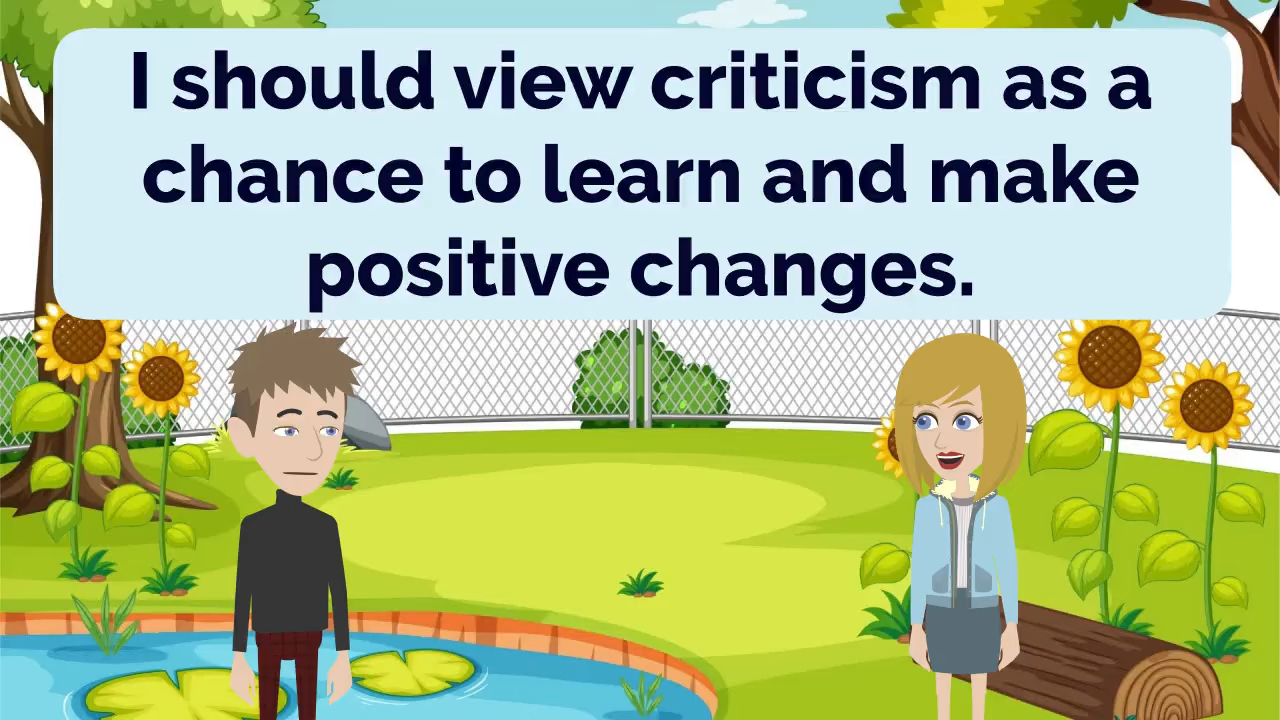 I should view criticism as a
chance to learn and make
positive changes.